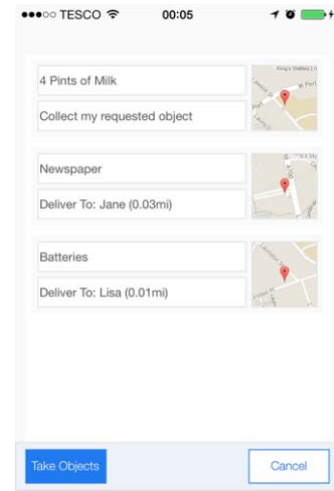 TESCO 00:05
4 Pints of Milk
Collect my requested object
Newspaper
Deliver To: Jane (0.03mi)
Batteries
Deliver To: Lisa (0.01mi)
Take Objects Cancel